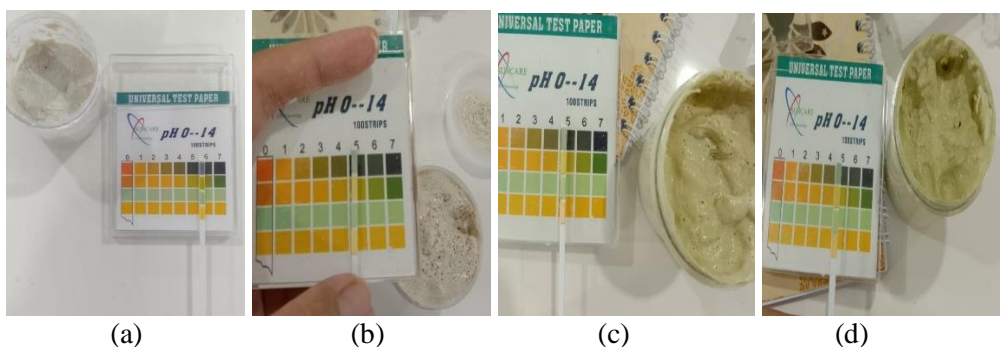 UNIVERSAL TEST PAPER
pH 0--14
100STRIPS
0 1 2 3 4 5 6 7
pH 0--14
100STRIPS
0 1 2 3 4 5 6 7
UNIVERSAL TEST PAPER
pH 0--14
100STRIPS
1 2 3 4 5 6 7
UNIVERSAL TEST PAPER
pH 0--14
100STRIPS
0 1 2 3 4 5 6 7
(a) (b) (c) (d)